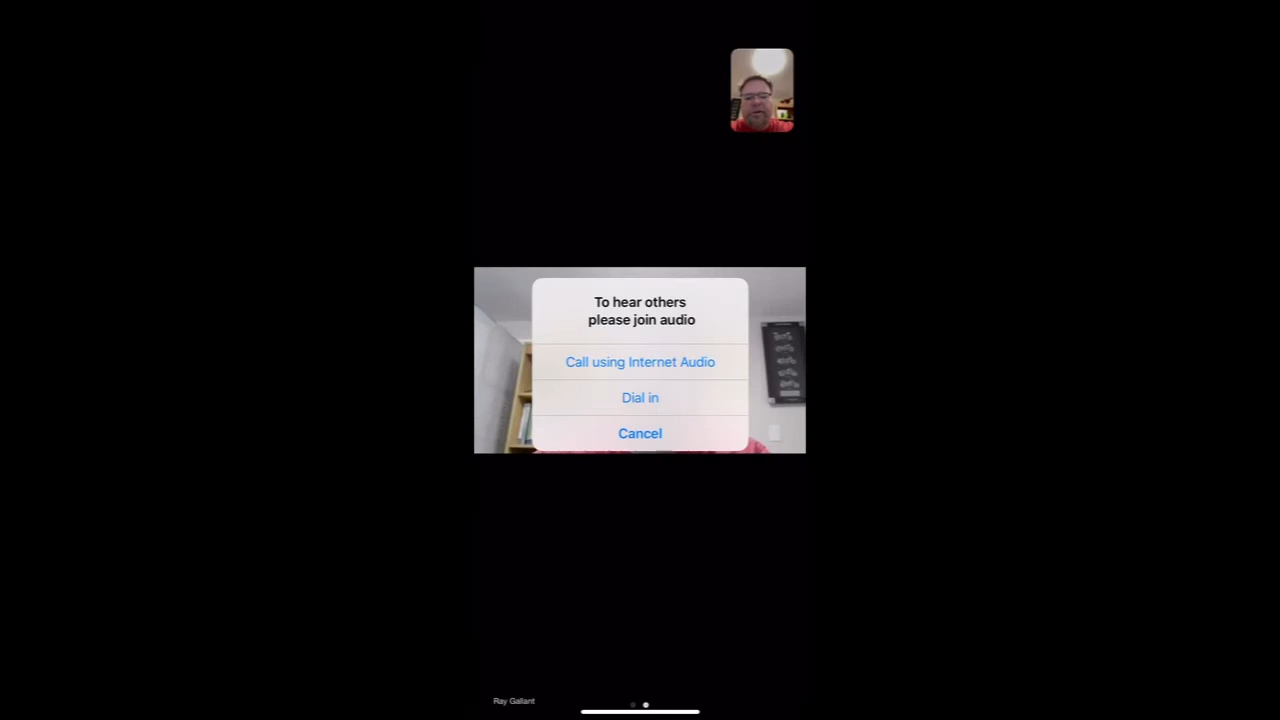 To hear others
please join audio
Call using Internet Audio
Dial in
Cancel
Ray Gallant